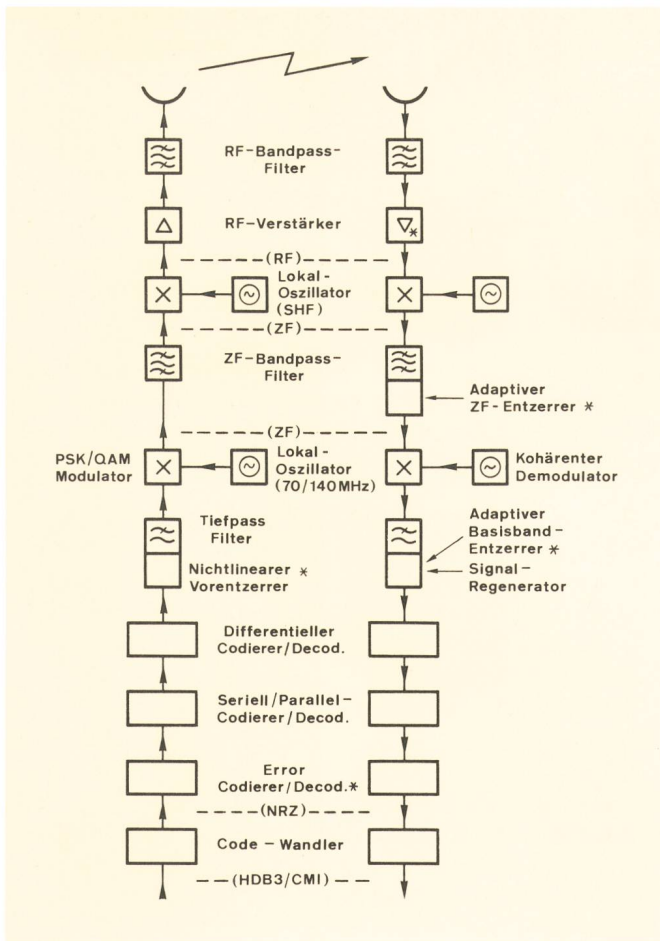 RF-Bandpass-
Filter
RF-Verstärker
*
(RF)
Lokal-
Oszillator
(SHF)
(ZF)
ZF-Bandpass-
Filter
Adaptiver
ZF-Entzerrer *
(ZF)
PSK/QAM
Modulator
Lokal-
Oszillator
(70/140MHz)
Kohärenter
Demodulator
Tiefpass
Filter
Adaptiver
Basisband-
Entzerrer *
Nichtlinearer *
Vorentzerrer
Signal-
Regenerator
Differentieller
Codierer/Decod.
Seriell/Parallel-
Codierer/Decod.
Error
Codierer/Decod.*
(NRZ)
Code-Wandler
(HDB3/CMI)